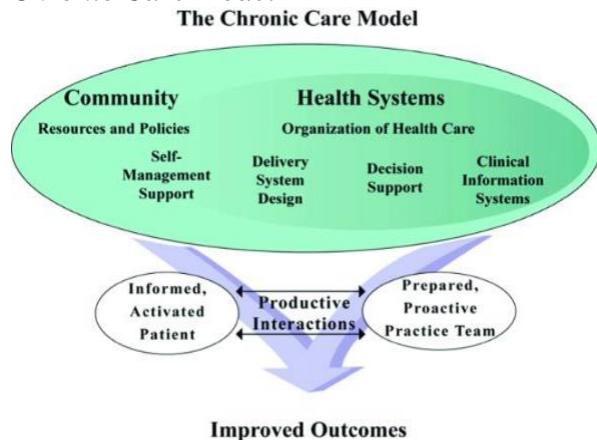 The Chronic Care Model
Community
Resources and Policies
Health Systems
Organization of Health Care
Self-
Management
Support
Delivery
System
Design
Decision
Support
Clinical
Information
Systems
Informed,
Activated
Patient
Productive
Interactions
Prepared,
Proactive
Practice Team
Improved Outcomes